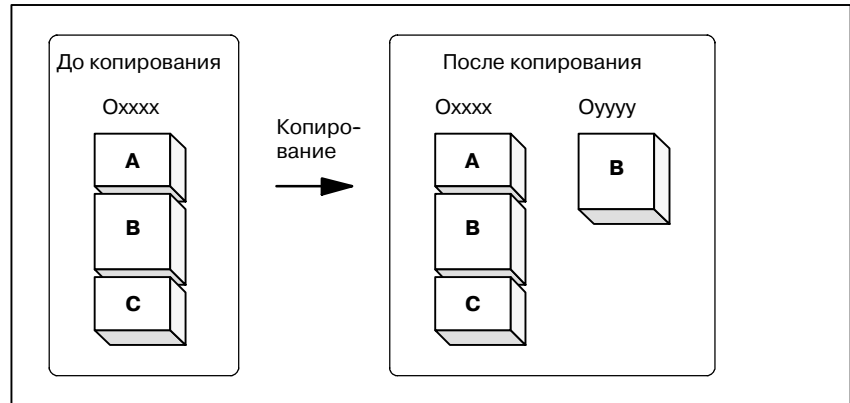 До копирования
Oxxxx
A
B
C
Копиро-
вание
После копирования
Oxxxx
Oyyyy
A
B
C
B